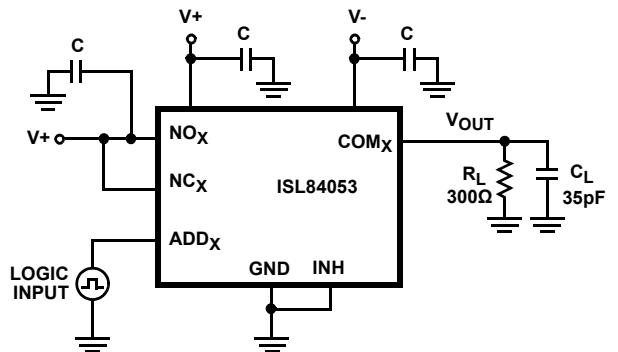 V+
V-
C
C
C
V+
NOX
COMX
VOUT
NCX
ISL84053
RL
300Ω
CL
35pF
ADDX
LOGIC
INPUT
GND
INH